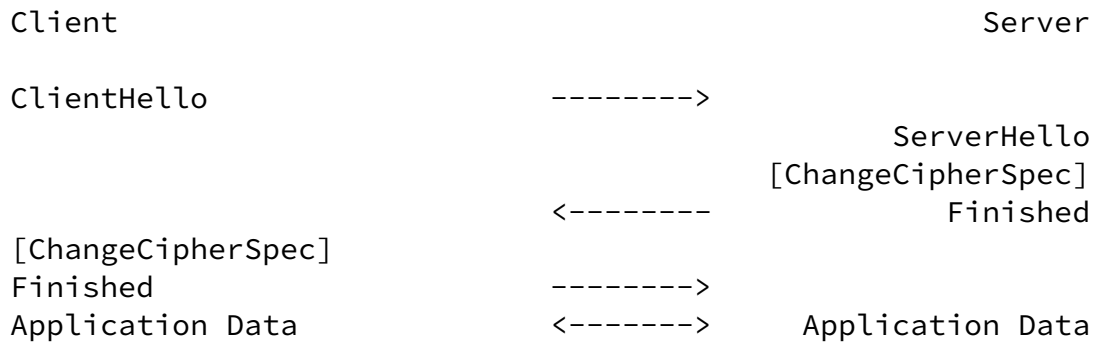 Client Server
ClientHello -------->
ServerHello
[ChangeCipherSpec]
<-------- Finished
[ChangeCipherSpec]
Finished -------->
Application Data <-------> Application Data